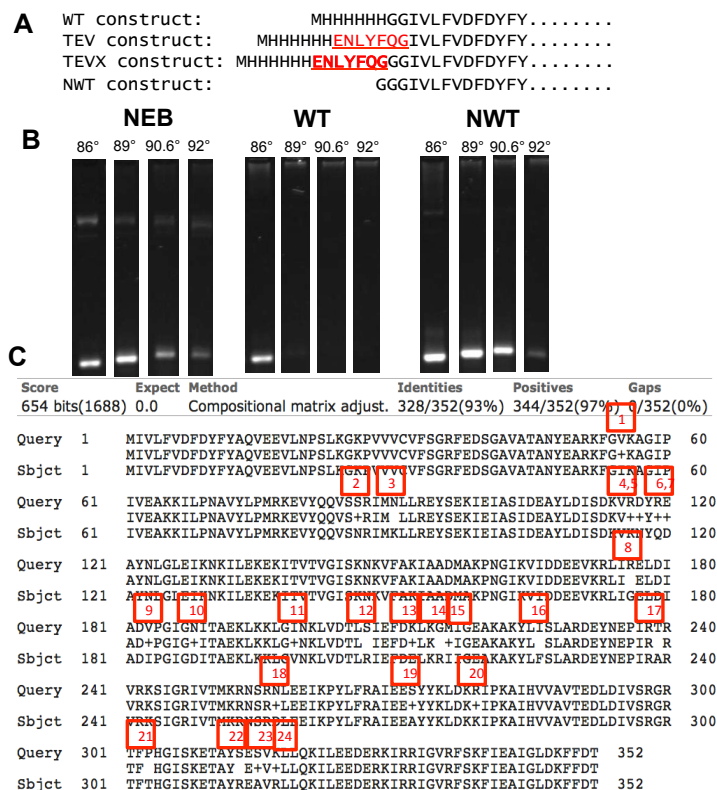 A
WT construct: MHHHHHHGGIVLFVDFDYFY........
TEV construct: MHHHHHHENLYFQGIVLFVDFDYFY........
TEVX construct: MHHHHHHENLYFQGGIVLFVDFDYFY........
NWT construct: GGGIVLFVDFDYFY........
B
NEB WT NWT
86° 89° 90.6° 92° 86° 89° 90.6° 92° 86° 89° 90.6° 92°
C
Score Expect Method Identities Positives Gaps
654 bits(1688) 0.0 Compositional matrix adjust. 328/352(93%) 344/352(97%) 0/352(0%)
1
Query 1 MIVLFVDFDYFYAQVEEVLNPSLKGKPVVVCVFSGRFEDSGAVATANYEARKFGVKAGIP 60
MIVLFVDFDYFYAQVEEVLNPSLKGKPVVVCVFSGRFEDSGAVATANYEARKFG+KAGIP
Sbjct 1 MIVLFVDFDYFYAQVEEVLNPSLKGKPVVVCVFSGRFEDSGAVATANYEARKFGIKAGIP 60
2 3 4,5 6,7
Query 61 IVEAKKILPNAVYLPMRKEVYQQVSSRIMNLLREYSEKIEIASIDEAYLDISDKVRDYRE 120
IVEAKKILPNAVYLPMRKEVYQQVS+RIM LLREYSEKIEIASIDEAYLDISDKV++Y++
Sbjct 61 IVEAKKILPNAVYLPMRKEVYQQVSNRIMKLLREYSEKIEIASIDEAYLDISDKVKNYQD 120
8
Query 121 AYNLGLEIKNKILEKEKITVTVGISKNKVFAKIAADMAKPNGIKVIDDEEVKRLIRELDI 180
AYNLGLEIKNKILEKEKITVTVGISKNKVFAKIAADMAKPNGIKVIDDEEVKRLI ELDI
Sbjct 121 AYNLGLEIKNKILEKEKITVTVGISKNKVFAKIAADMAKPNGIKVIDDEEVKRLIGELDI 180
9 10 11 12 13 14 15 16 17
Query 181 ADVPGIGNITAEKLKKLGINKLVDTLSIEFDKLKGMIGEAKAKYLISLARDEYNEPIRTR 240
AD+PGIG+ITAEKLKKLG+NKLVDTL IEFD+LK +IGEAKAKYL SLARDEYNEPIR R
Sbjct 181 ADIPGIGDITAEKLKKLGVNKLVDTLRIEFDELKRIIGEAKAKYLFSLARDEYNEPIRAR 240
18 19 20
Query 241 VRKSIGRIVTMKRNSRNLEEIKPYLFRAIEESYYKLDKRIPKAIHVVAVTEDLDIVSRGR 300
VRKSIGRIVTMKRNSR+LEEIKPYLFRAIEE+YYKLDK+IPKAIHVVAVTEDLDIVSRGR
Sbjct 241 VRKSIGRIVTMKRNSRDLEEIKPYLFRAIEEAYYKLDKKIPKAIHVVAVTEDLDIVSRGR 300
21 22 23 24
Query 301 TFPHGISKETAYSESVKLLQKILEEDERKIRRIGVRFSKFIEAIGLDKFFDT 352
TF HGISKETAY E+V+LLQKILEEDERKIRRIGVRFSKFIEAIGLDKFFDT
Sbjct 301 TFTHGISKETAYREAVRLLQKILEEDERKIRRIGVRFSKFIEAIGLDKFFDT 352